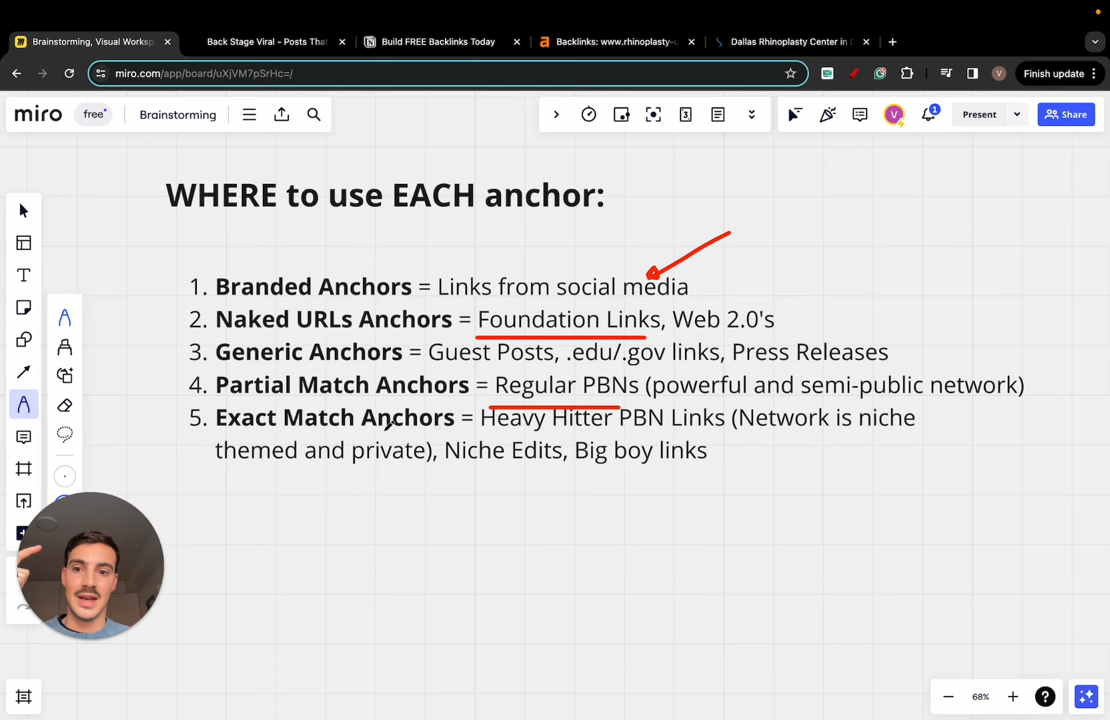 Brainstorming, Visual Worksp
Back Stage Viral - Posts That
Build FREE Backlinks Today
Backlinks: www.rhinoplasty-
Dallas Rhinoplasty Center in D
miro.com/app/board/uXjVM7pSrHc=/
V
Finish update
miro
free
Brainstorming
3
V
1
Present
Share
WHERE to use EACH anchor:
1. Branded Anchors = Links from social media
2. Naked URLs Anchors = Foundation Links, Web 2.0's
3. Generic Anchors = Guest Posts, .edu/.gov links, Press Releases
4. Partial Match Anchors = Regular PBNs (powerful and semi-public network)
5. Exact Match Anchors = Heavy Hitter PBN Links (Network is niche
themed and private), Niche Edits, Big boy links
68%
?